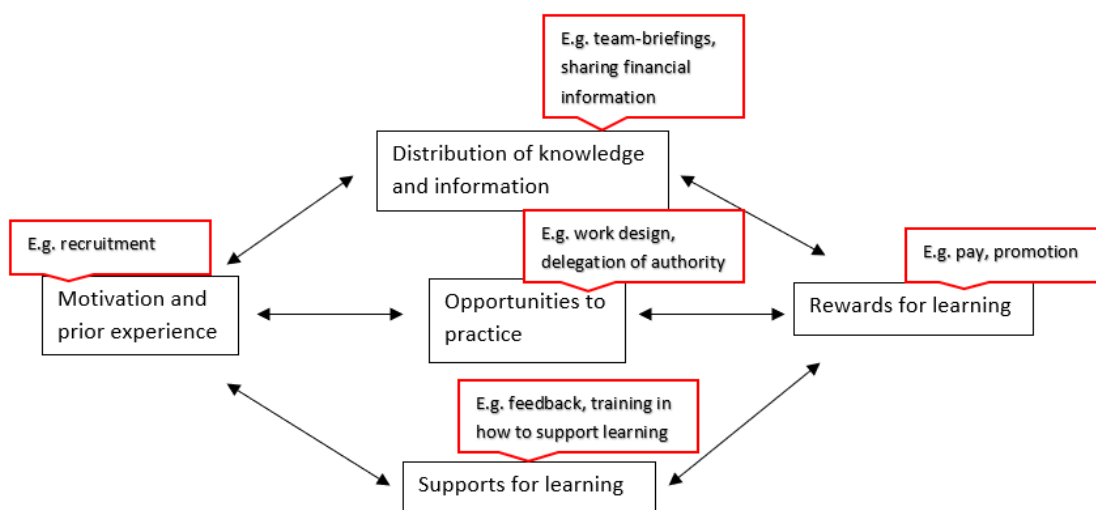 E.g. team-briefings,
sharing financial
information
Distribution of knowledge
and information
E.g. recruitment
Motivation and
prior experience
E.g. work design,
delegation of authority
Opportunities to
practice
E.g. pay, promotion
Rewards for learning
E.g. feedback, training in
how to support learning
Supports for learning